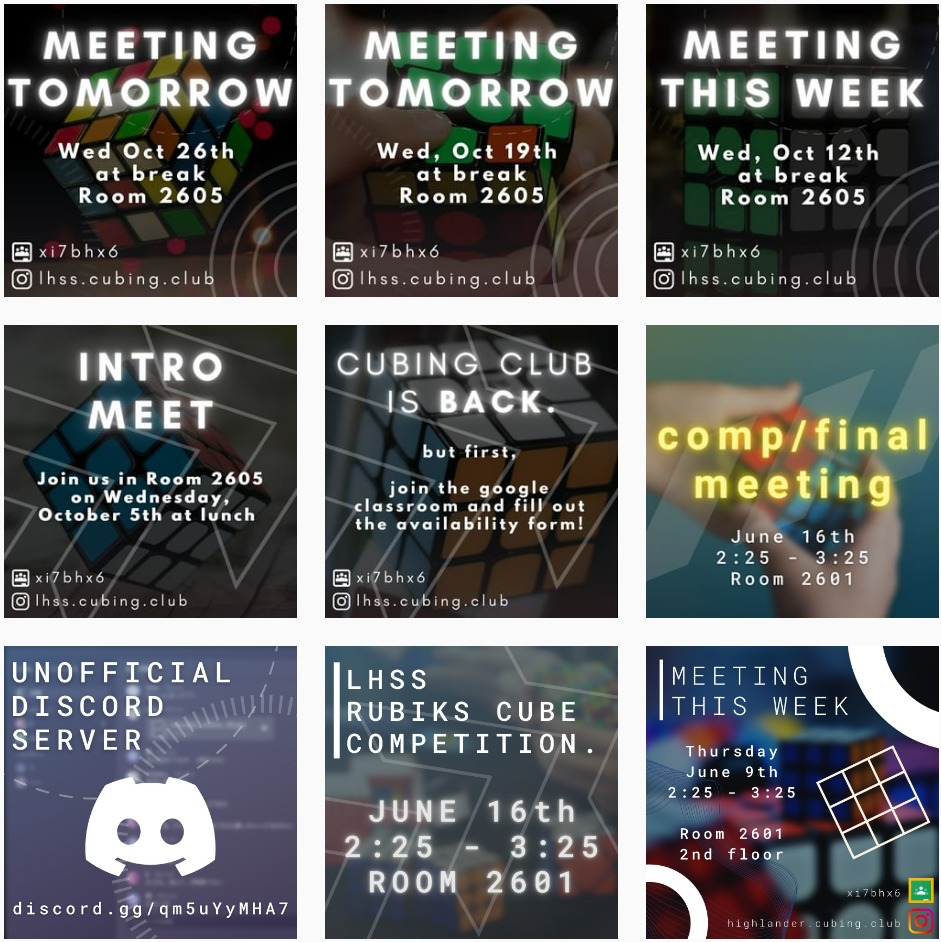 MEETING
TOMORROW
Wed Oct 26th
at break
Room 2605
xi7bhx6
lhss.cubing.club
MEETING
TOMORROW
Wed, Oct 19th
at break
Room 2605
xi7bhx6
lhss.cubing.club
MEETING
THIS WEEK
Wed, Oct 12th
at break
Room 2605
xi7bhx6
lhss.cubing.club
INTRO
MEET
Join us in Room 2605
on Wednesday,
October 5th at lunch
xi7bhx6
lhss.cubing.club
CUBING CLUB
IS BACK.
but first,
join the google
classroom and fill out
the availability form!
xi7bhx6
lhss.cubing.club
comp/final
meeting
June 16th
2:25 - 3:25
Room 2601
UNOFFICIAL
DISCORD
SERVER
discord.gg/qm5uYyMHA7
LHSS
RUBIKS CUBE
COMPETITION.
JUNE 16th
2:25 - 3:25
ROOM 2601
MEETING
THIS WEEK
Thursday
June 9th
2:25 - 3:25
Room 2601
2nd floor
xi7bhx6
highlander.cubing.club